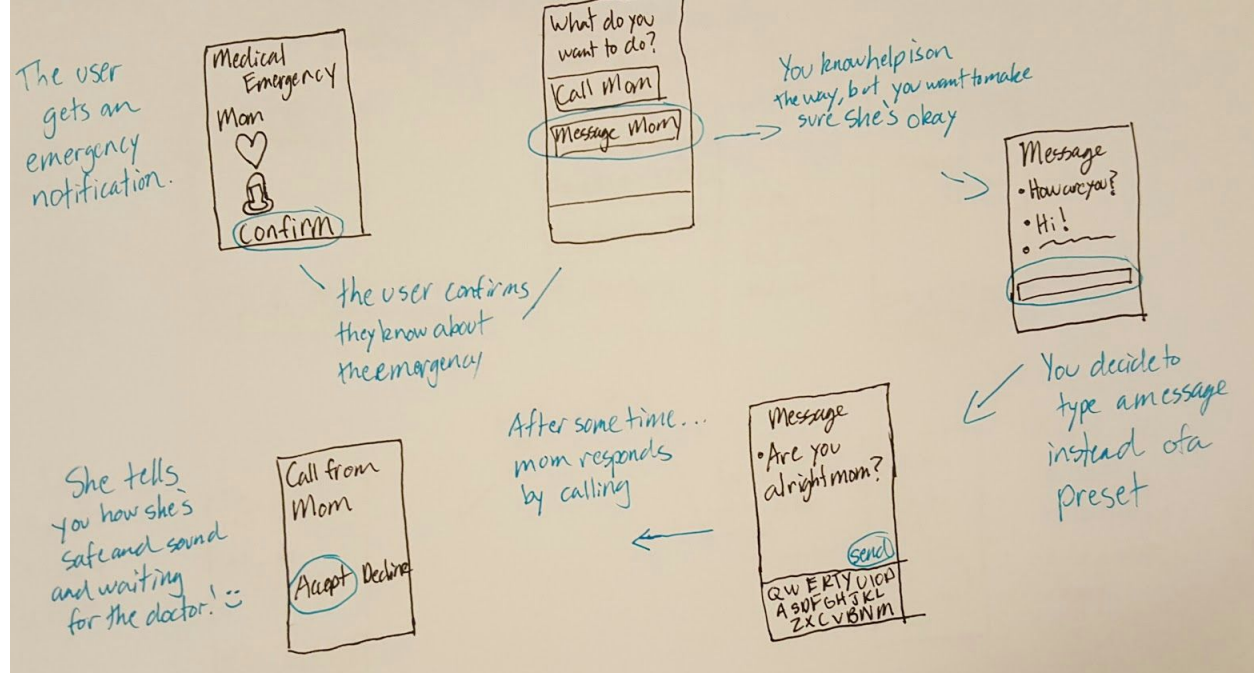 The user
gets an
emergency
notification.
Medical
Emergency
Mom
Confirm
the user confirms
they know about
the emergency
What do you
want to do?
Call Mom
Message Mom
You know help is on
the way, but you want to make
sure she's okay
Message
• How are you?
• Hi!
You decide to
type a message
instead of a
preset
Message
• Are you
alright mom?
send
QWERTYUIOP
ASDFGHJKL
ZXCVBNM
After some time...
mom responds
by calling
Call from
Mom
Accept Decline
She tells
you how she's
safe and sound
and waiting
for the doctor! :)